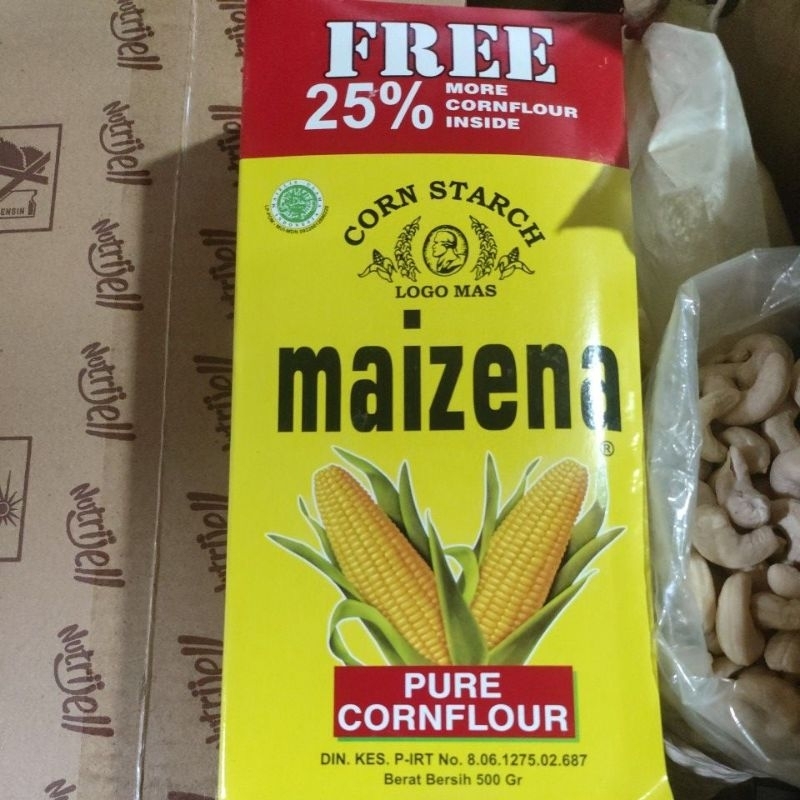 FREE
25% MORE
CORNFLOUR
INSIDE
CORN STARCH
LOGO MAS
maizena
®
PURE
CORNFLOUR
DIN. KES. P-IRT No. 8.06.1275.02.687
Berat Bersih 500 Gr
Nutrijell
Nutrijell
Nutrijell
Nutrijell
Nutrijell